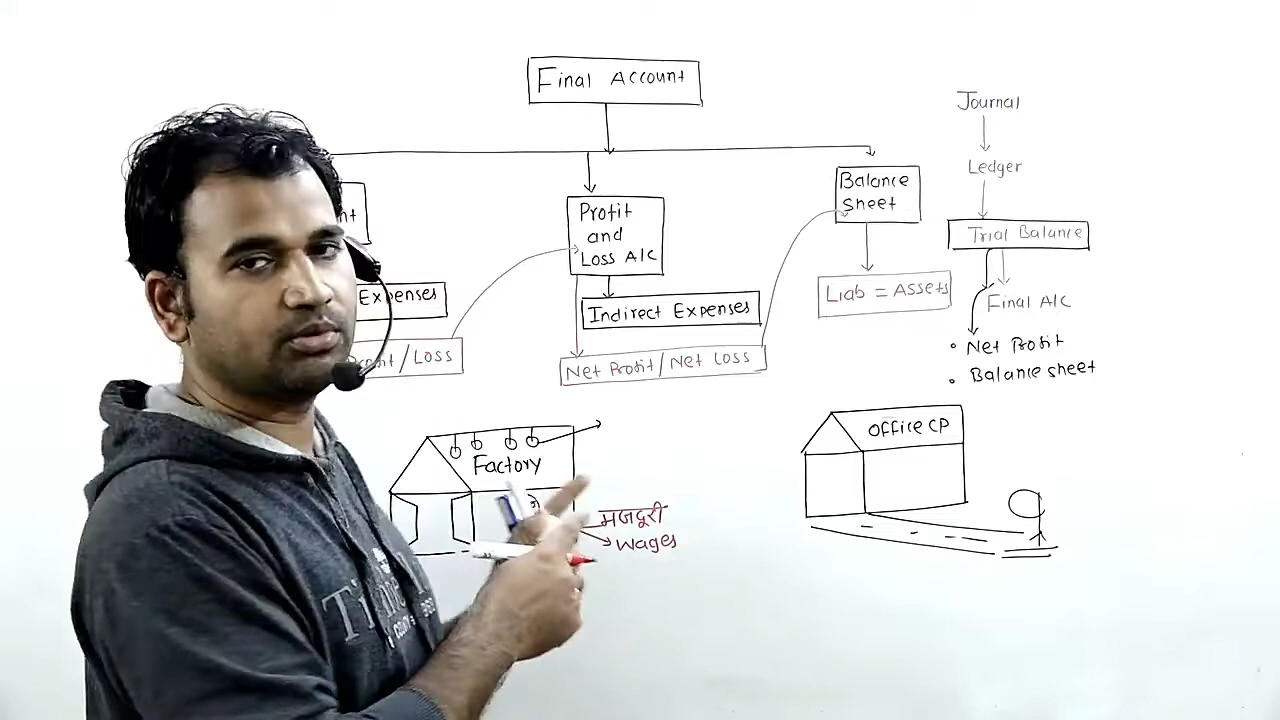 Final Account
Profit
and
Loss A/C
Indirect Expenses
Net Profit/Net Loss
Expenses
/Loss
Balance
Sheet
Liab = Assets
Journal
Ledger
Trial Balance
Final A/C
• Net Profit
• Balance sheet
Factory
मजदूरी
Wages
Office CP